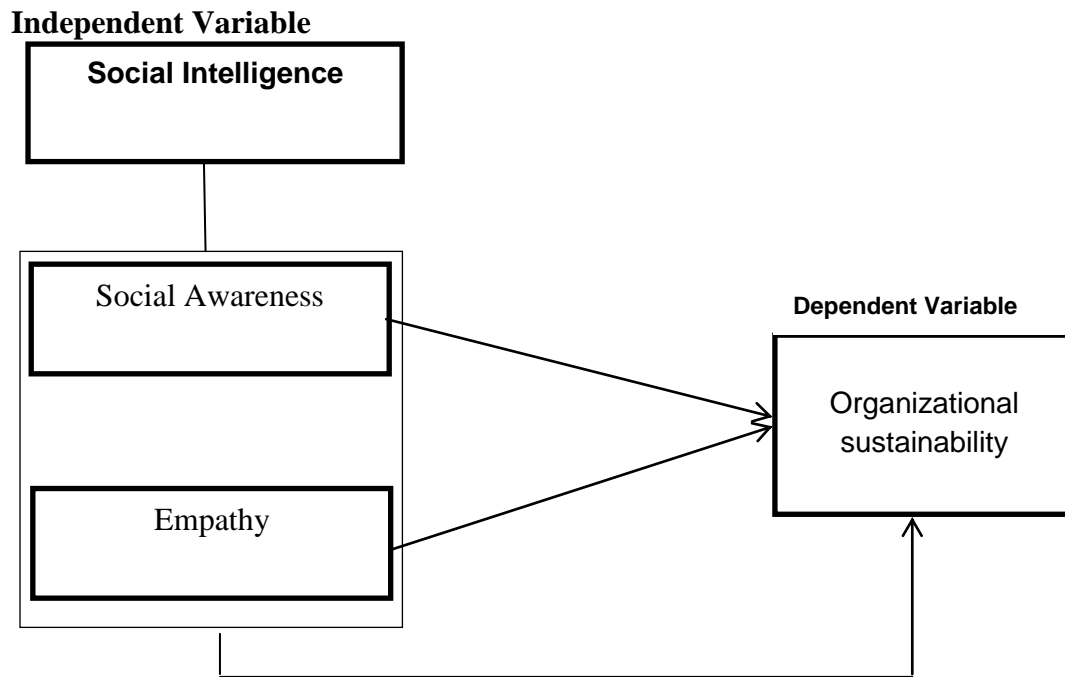 Independent Variable
Social Intelligence
Social Awareness
Dependent Variable
Organizational
sustainability
Empathy